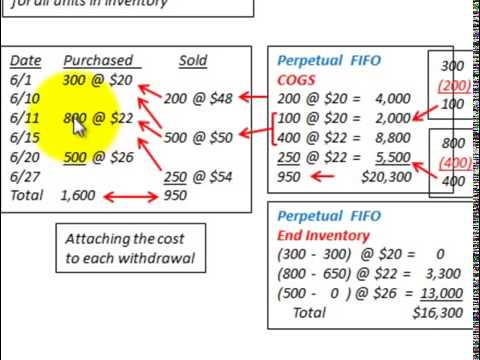 for all units in inventory
Date Purchased Sold
6/1 300 @ $20
6/10 200 @ $48
6/11 800 @ $22
6/15 500 @ $50
6/20 500 @ $26
6/27 250 @ $54
Total 1,600 950
Attaching the cost
to each withdrawal
Perpetual FIFO
COGS
200 @ $20 = 4,000
100 @ $20 = 2,000
400 @ $22 = 8,800
250 @ $22 = 5,500
950 $20,300
300
(200)
100
800
(400)
400
Perpetual FIFO
End Inventory
(300 - 300) @ $20 = 0
(800 - 650) @ $22 = 3,300
(500 - 0 ) @ $26 = 13,000
Total $16,300